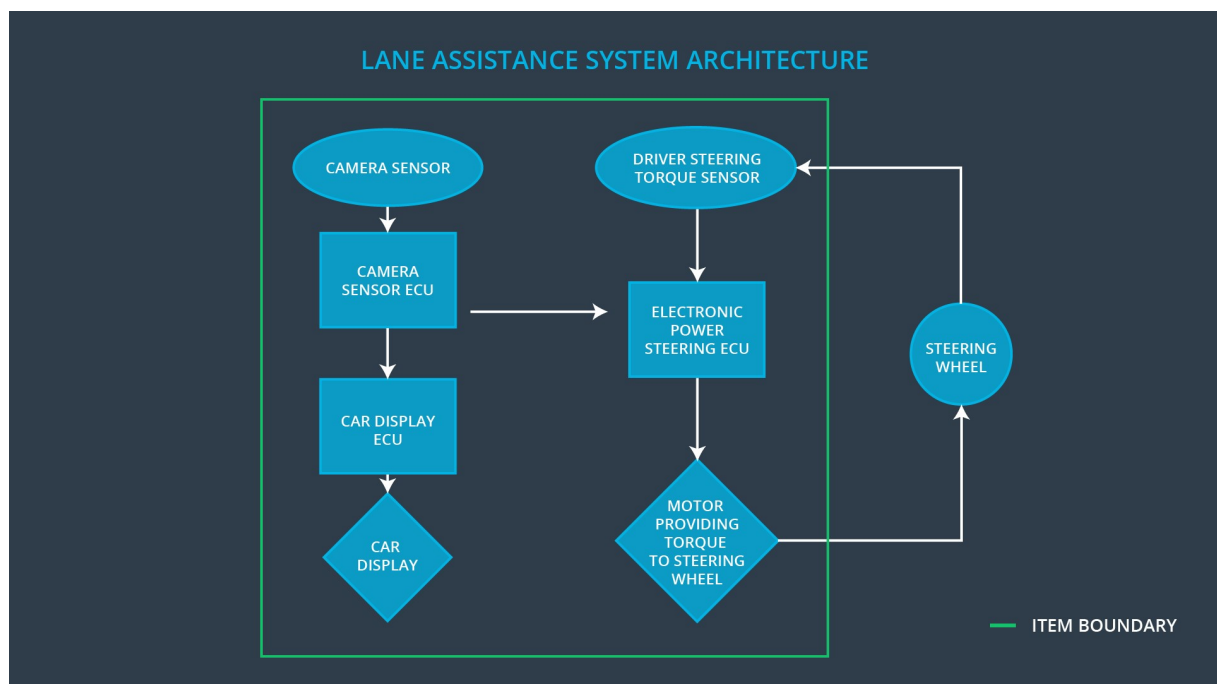 LANE ASSISTANCE SYSTEM ARCHITECTURE
CAMERA SENSOR
DRIVER STEERING
TORQUE SENSOR
CAMERA
SENSOR ECU
ELECTRONIC
POWER
STEERING ECU
STEERING
WHEEL
CAR DISPLAY
ECU
CAR
DISPLAY
MOTOR
PROVIDING
TORQUE
TO STEERING
WHEEL
ITEM BOUNDARY